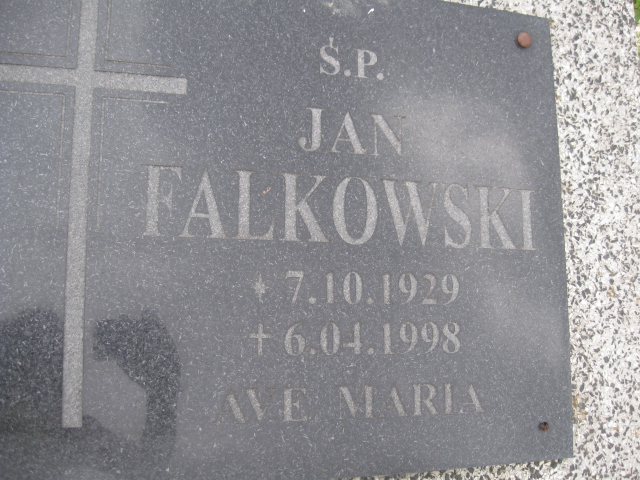 Ś.P.
JAN
FALKOWSKI
* 7.10.1929
+ 6.04.1998
AVE MARIA